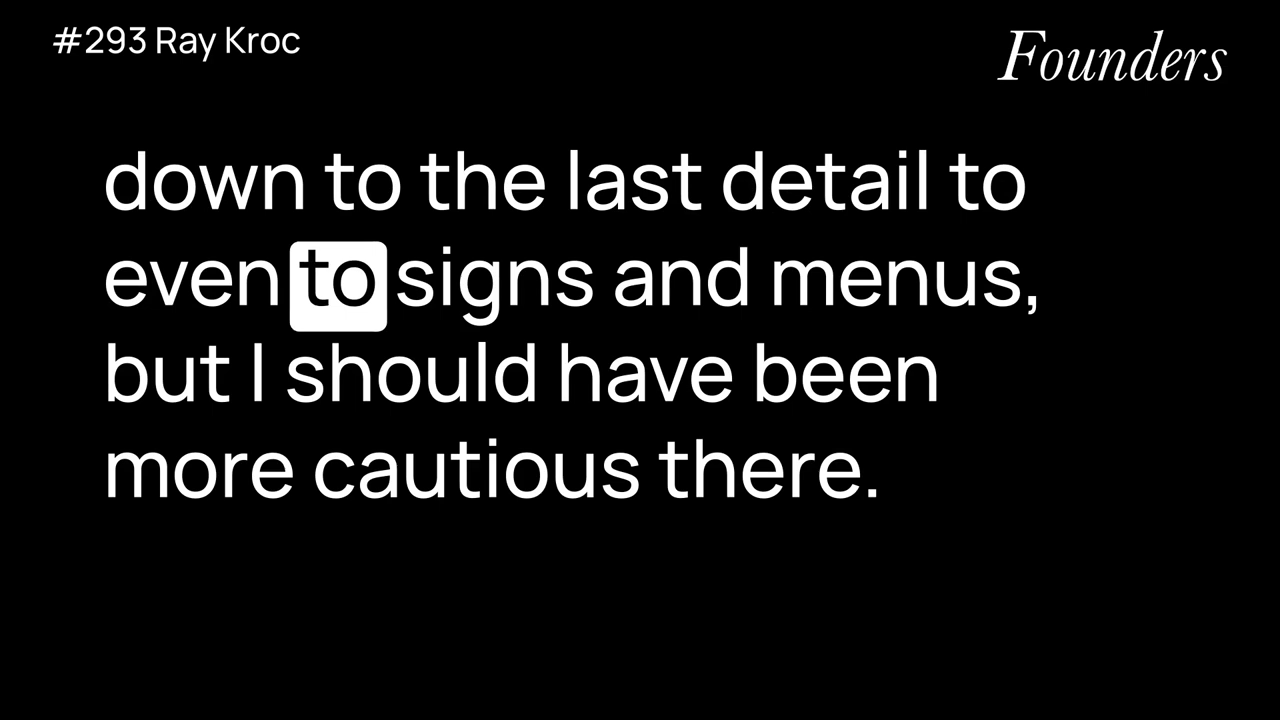 #293 Ray Kroc
Founders
down to the last detail to
even to signs and menus,
but I should have been
more cautious there.